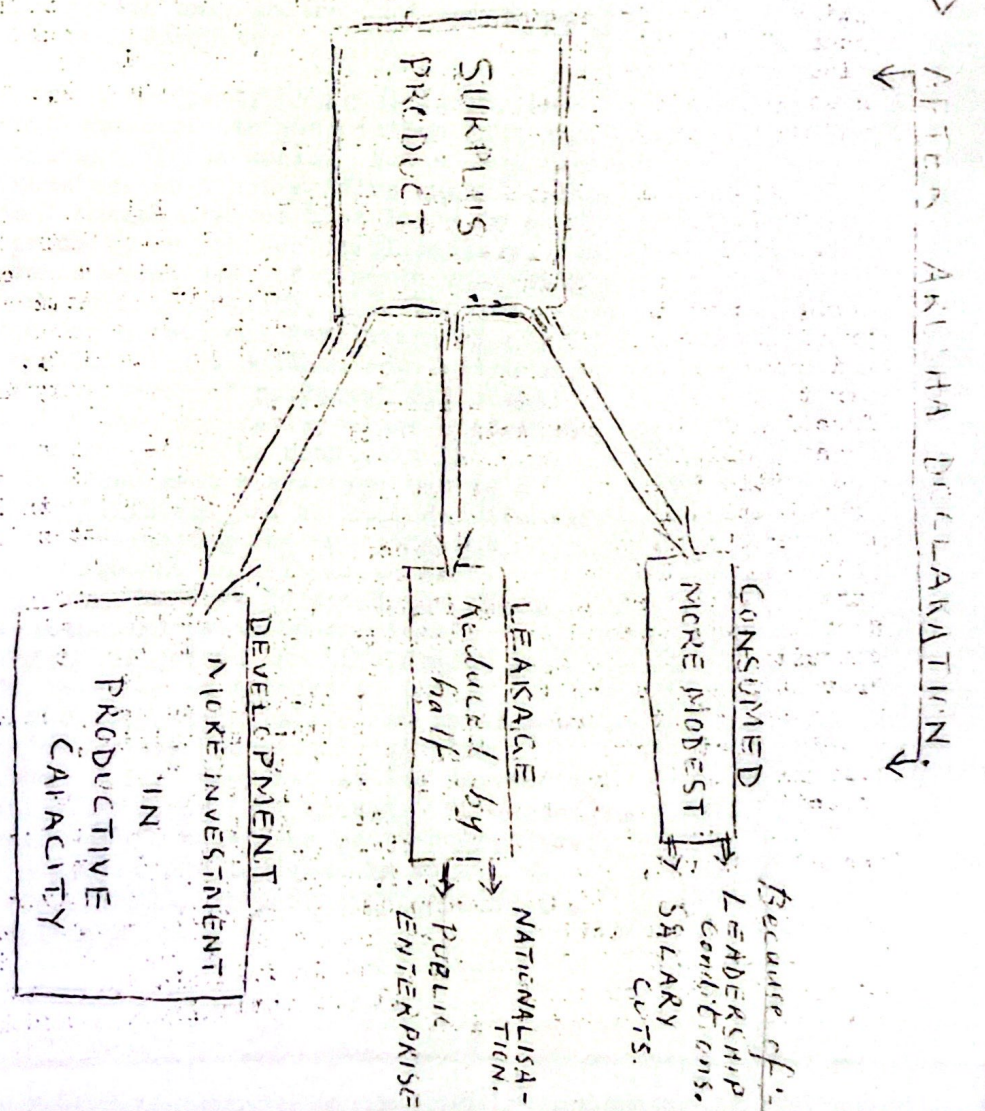 AFTER ARUSHA DECLARATION.
SURPLUS
PRODUCT
Because of:
CONSUMED
MORE MODEST
LEADERSHIP
conditions.
SALARY
CUTS
LEAKAGE
Reduced by
half
NATIONALISA-
TION.
PUBLIC
ENTERPRISE
DEVELOPMENT
MORE INVESTMENT
IN
PRODUCTIVE
CAPACITY